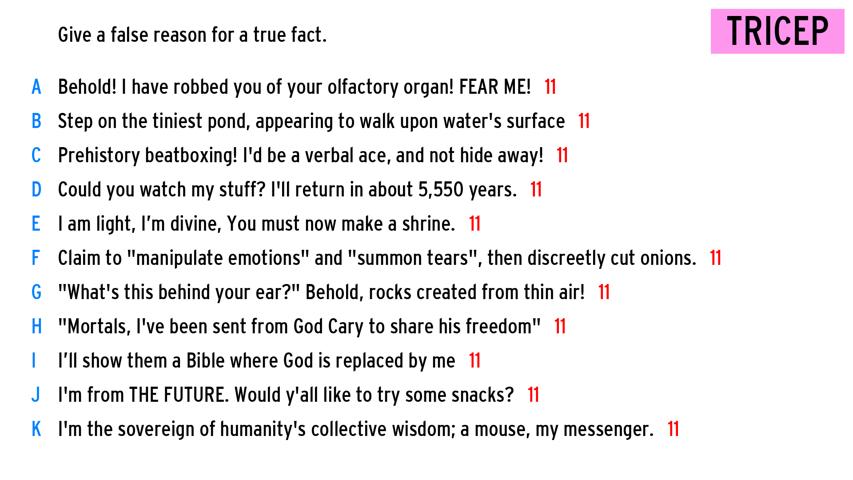 Give a false reason for a true fact.
TRICEP
A Behold! I have robbed you of your olfactory organ! FEAR ME! 11
B Step on the tiniest pond, appearing to walk upon water's surface 11
C Prehistory beatboxing! I'd be a verbal ace, and not hide away! 11
D Could you watch my stuff? I'll return in about 5,550 years. 11
E I am light, I’m divine, You must now make a shrine. 11
F Claim to "manipulate emotions" and "summon tears", then discreetly cut onions. 11
G "What's this behind your ear?" Behold, rocks created from thin air! 11
H "Mortals, I've been sent from God Cary to share his freedom" 11
I I’ll show them a Bible where God is replaced by me 11
J I'm from THE FUTURE. Would y'all like to try some snacks? 11
K I'm the sovereign of humanity's collective wisdom; a mouse, my messenger. 11